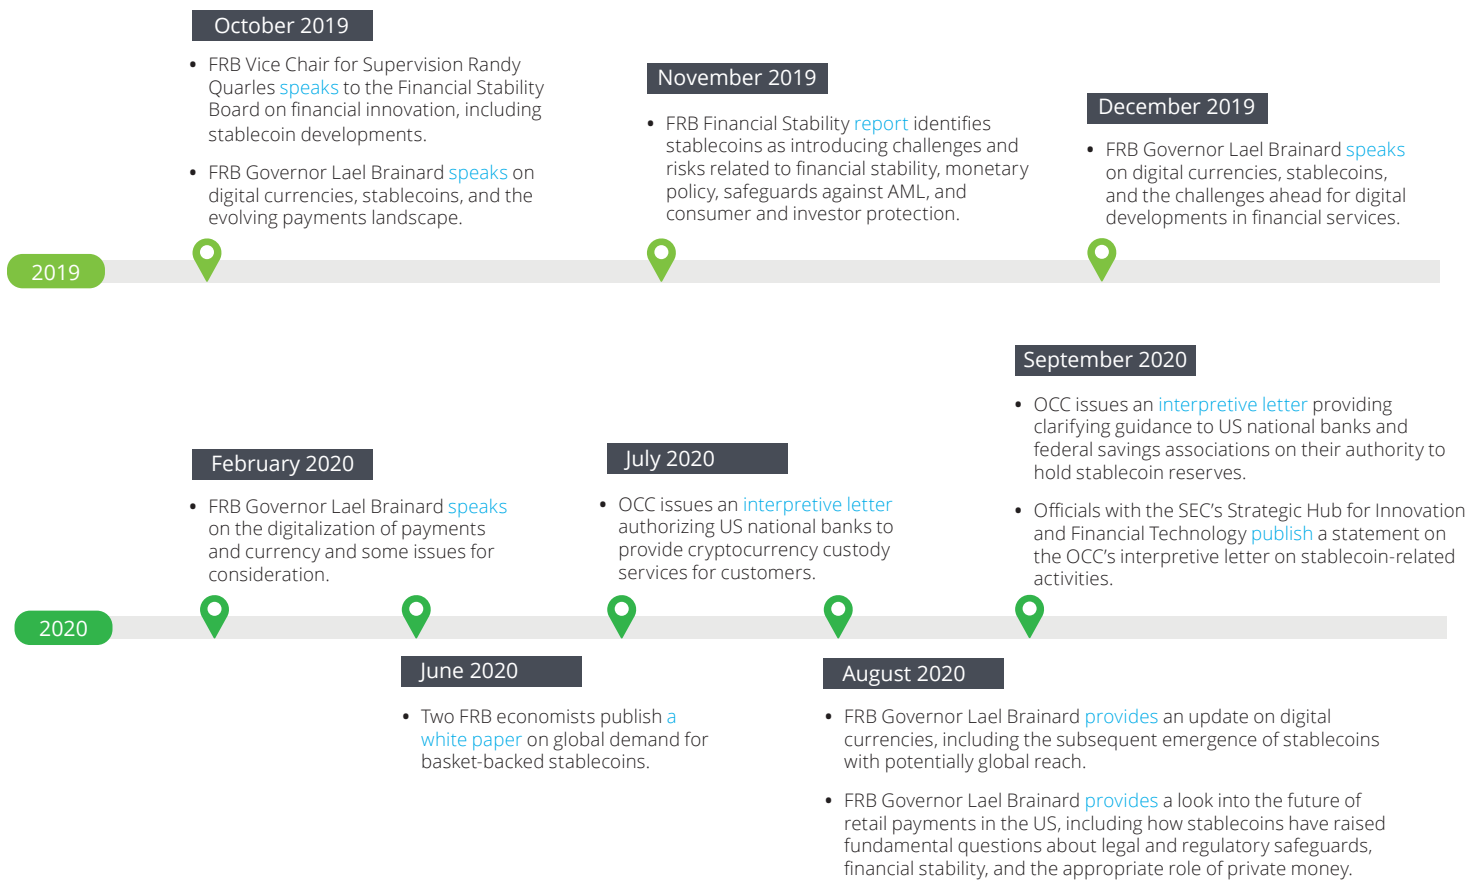 October 2019
• FRB Vice Chair for Supervision Randy
Quarles speaks to the Financial Stability
Board on financial innovation, including
stablecoin developments.
• FRB Governor Lael Brainard speaks on
digital currencies, stablecoins, and the
evolving payments landscape.
November 2019
• FRB Financial Stability report identifies
stablecoins as introducing challenges and
risks related to financial stability, monetary
policy, safeguards against AML, and
consumer and investor protection.
December 2019
• FRB Governor Lael Brainard speaks
on digital currencies, stablecoins,
and the challenges ahead for digital
developments in financial services.
2019
February 2020
• FRB Governor Lael Brainard speaks
on the digitalization of payments
and currency and some issues for
consideration.
July 2020
• OCC issues an interpretive letter
authorizing US national banks to
provide cryptocurrency custody
services for customers.
September 2020
• OCC issues an interpretive letter providing
clarifying guidance to US national banks and
federal savings associations on their authority to
hold stablecoin reserves.
• Officials with the SEC's Strategic Hub for Innovation
and Financial Technology publish a statement on
the OCC's interpretive letter on stablecoin-related
activities.
2020
June 2020
• Two FRB economists publish a
white paper on global demand for
basket-backed stablecoins.
August 2020
• FRB Governor Lael Brainard provides an update on digital
currencies, including the subsequent emergence of stablecoins
with potentially global reach.
• FRB Governor Lael Brainard provides a look into the future of
retail payments in the US, including how stablecoins have raised
fundamental questions about legal and regulatory safeguards,
financial stability, and the appropriate role of private money.